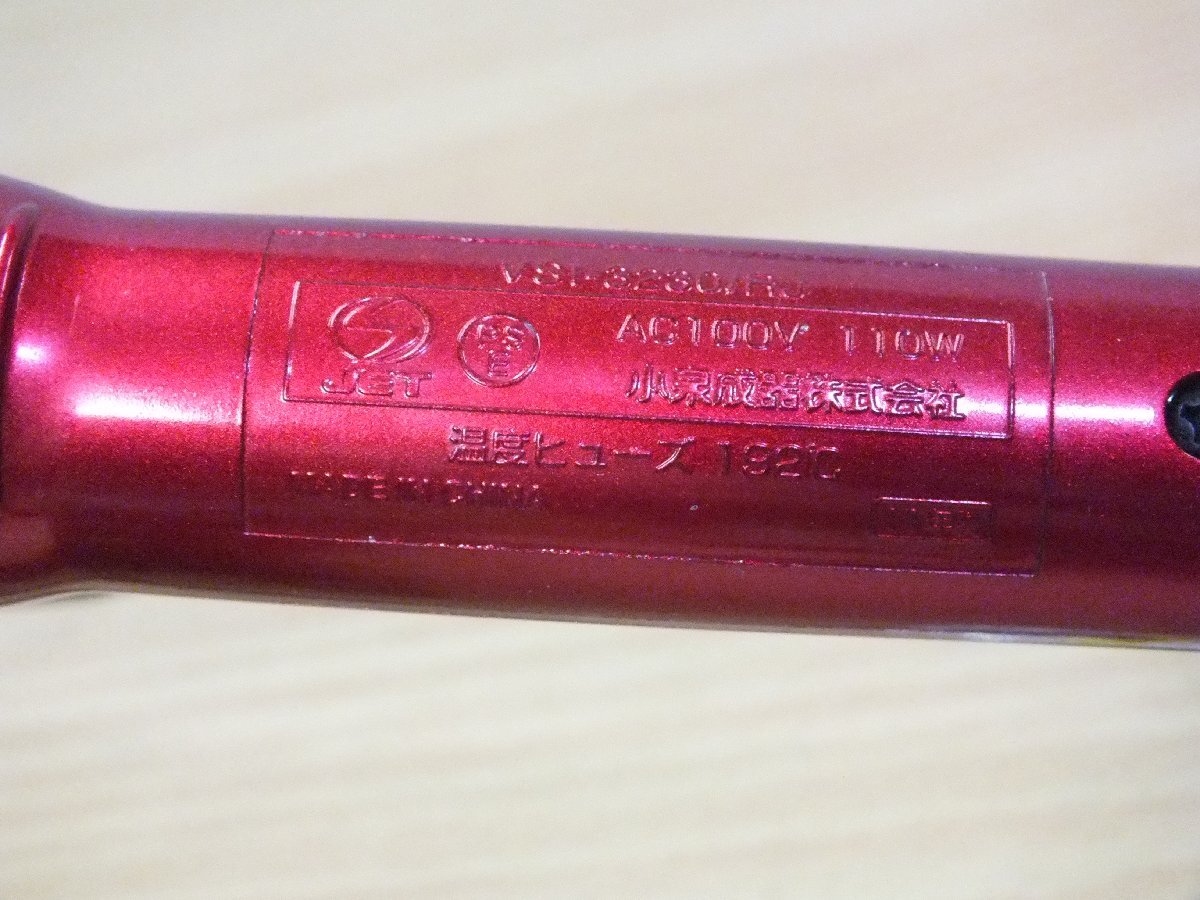 VSI-3230/RJ
JET
PS
E
AC100V 110W
小泉成器株式会社
温度ヒューズ 192℃
MADE IN CHINA